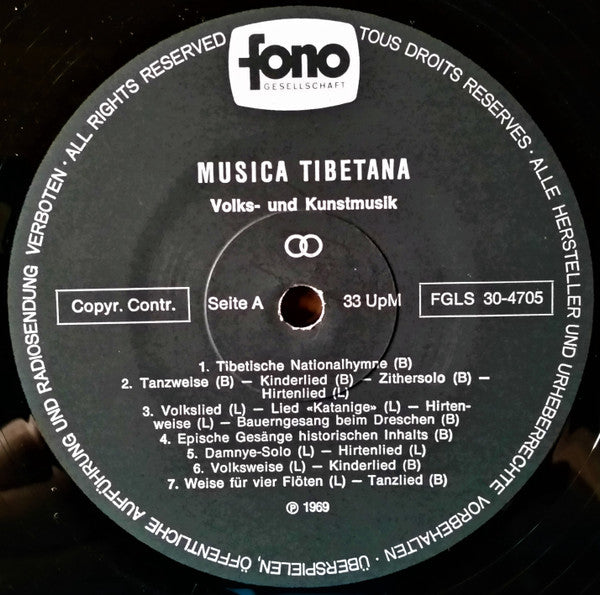 fono
GESELLSCHAFT
MUSICA TIBETANA
Volks- und Kunstmusik
Copyr. Contr.
Seite A
33 UpM
FGLS 30-4705
1. Tibetische Nationalhymne (B)
2. Tanzweise (B) — Kinderlied (B) — Zithersolo (B) —
Hirtenlied (L)
3. Volkslied (L) — Lied «Katanige» (L) — Hirten-
weise (L) — Bauerngesang beim Dreschen (B)
4. Epische Gesänge historischen Inhalts (B)
5. Damnye-Solo (L) — Hirtenlied (L)
6. Volksweise (L) — Kinderlied (B)
7. Weise für vier Flöten (L) — Tanzlied (B)
℗ 1969
TOUS DROITS RESERVES · ALLE HERSTELLER UND URHEBERRECHTE VORBEHALTEN · ÜBERSPIELEN, ÖFFENTLICHE AUFFÜHRUNG UND RADIOSENDUNG VERBOTEN · ALL RIGHTS RESERVED